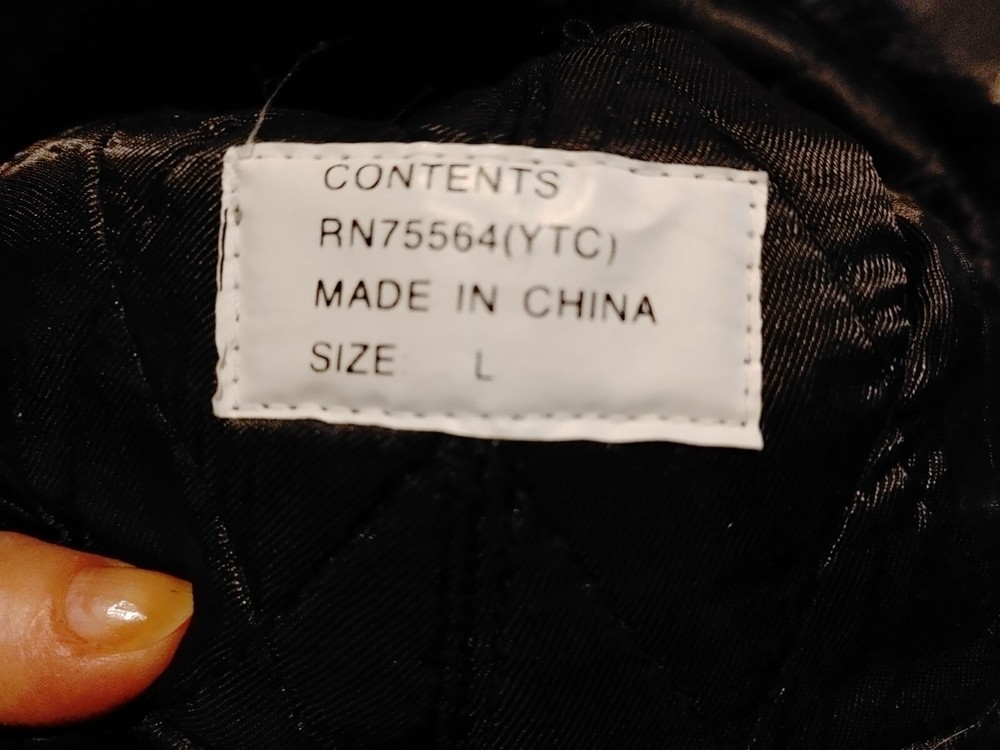 CONTENTS
RN75564(YTC)
MADE IN CHINA
SIZE L